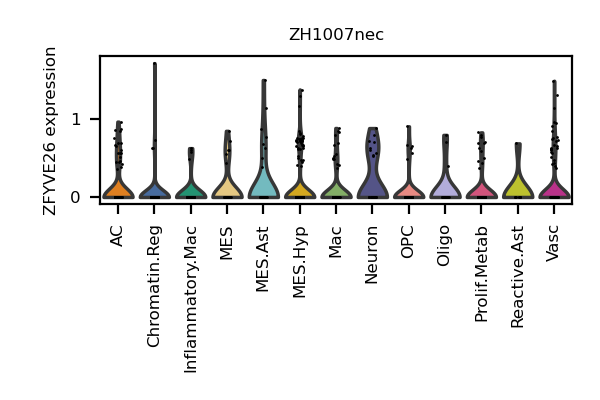 ZH1007nec
ZFYVE26 expression
1
0
AC
Chromatin.Reg
Inflammatory.Mac
MES
MES.Ast
MES.Hyp
Mac
Neuron
OPC
Oligo
Prolif.Metab
Reactive.Ast
Vasc